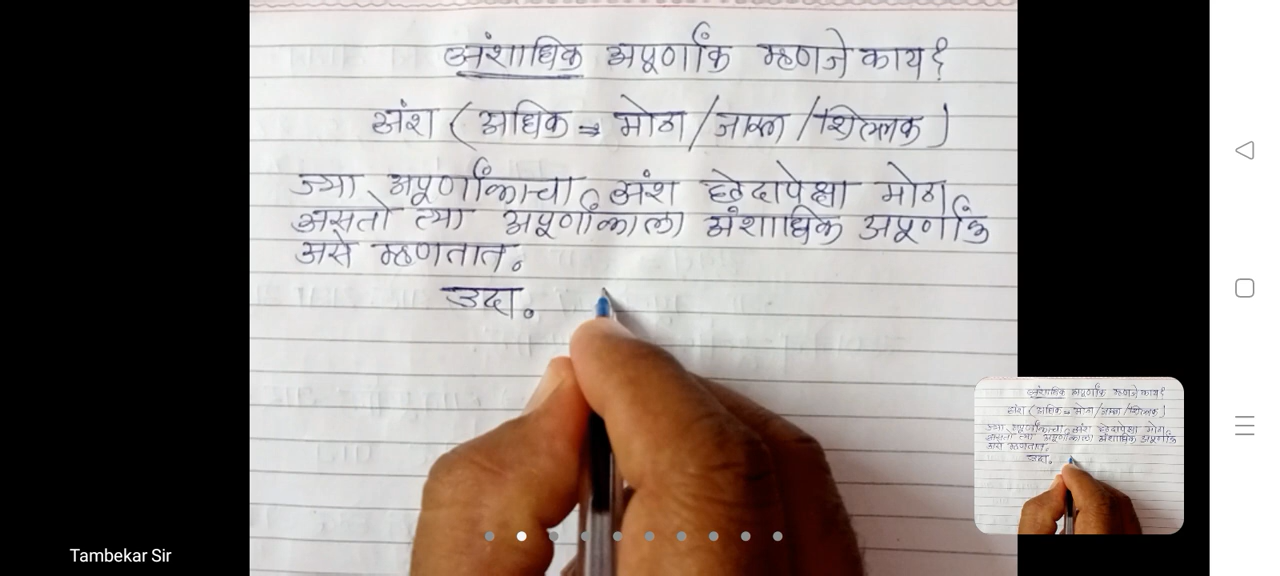 अंशाधिक अपूर्णांक म्हणजे काय?
अंश (अधिक ⇒ मोठा / जास्त / शिल्लक)
ज्या अपूर्णांकाचा अंश छेदापेक्षा मोठा
असतो त्या अपूर्णांकाला अंशाधिक अपूर्णांक
असे म्हणतात.
उदा.
Tambekar Sir